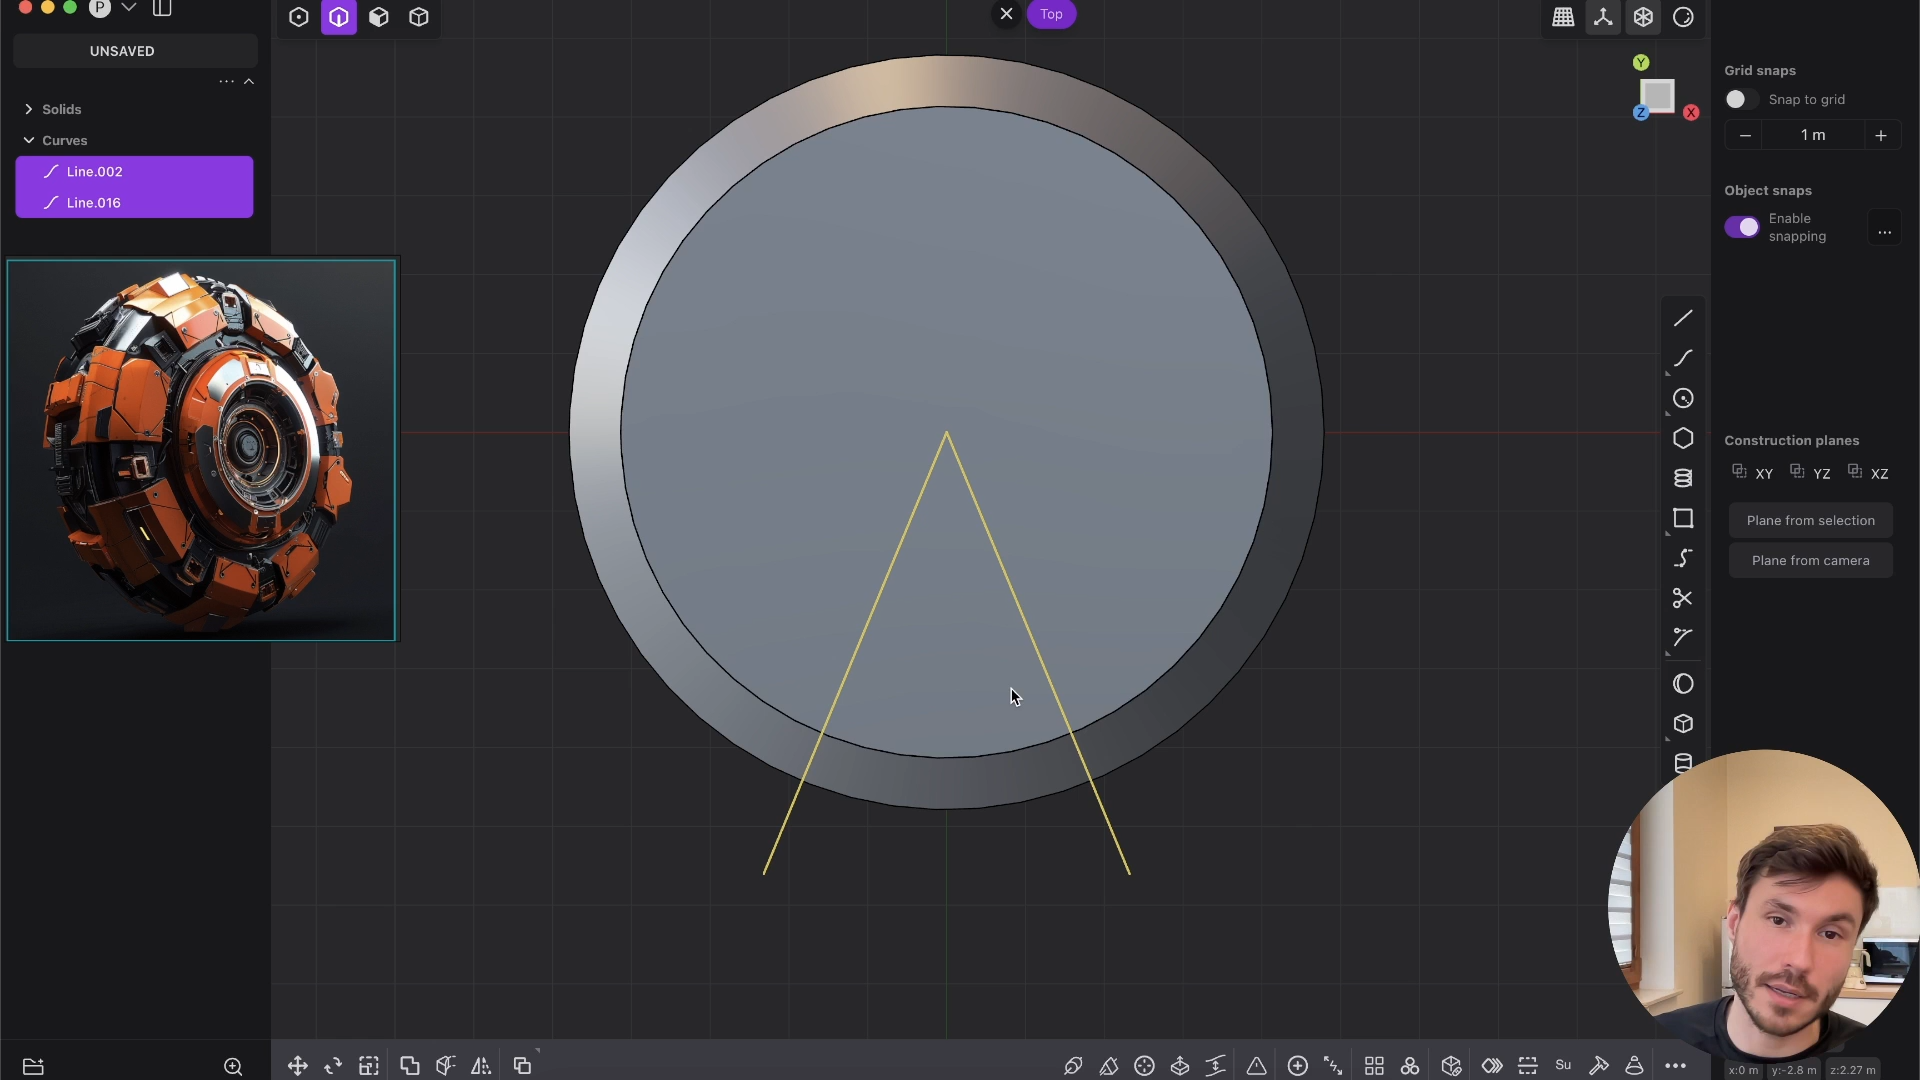 P
Top
UNSAVED
Solids
Curves
Line.002
Line.016
Y
Z
X
Grid snaps
Snap to grid
− 1 m +
Object snaps
Enable
snapping
...
Construction planes
XY YZ XZ
Plane from selection
Plane from camera
Su
x:0 m y:-2.8 m z:2.27 m